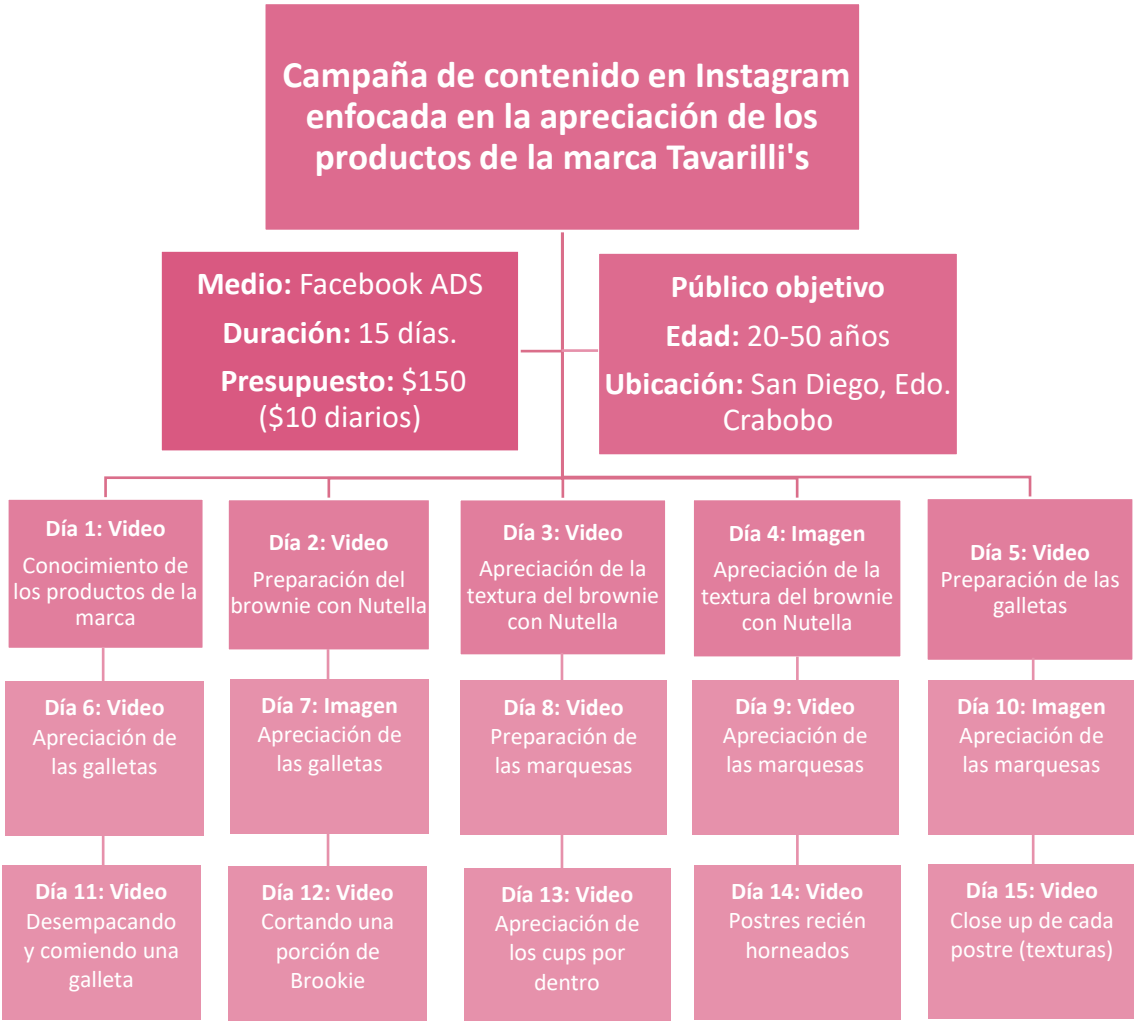 Campaña de contenido en Instagram
enfocada en la apreciación de los
productos de la marca Tavarilli's
Medio: Facebook ADS
Duración: 15 días.
Presupuesto: $150
($10 diarios)
Público objetivo
Edad: 20-50 años
Ubicación: San Diego, Edo.
Crabobo
Día 1: Video
Conocimiento de
los productos de la
marca
Día 2: Video
Preparación del
brownie con Nutella
Día 3: Video
Apreciación de la
textura del brownie
con Nutella
Día 4: Imagen
Apreciación de la
textura del brownie
con Nutella
Día 5: Video
Preparación de las
galletas
Día 6: Video
Apreciación de
las galletas
Día 7: Imagen
Apreciación de
las galletas
Día 8: Video
Preparación de
las marquesas
Día 9: Video
Apreciación de
las marquesas
Día 10: Imagen
Apreciación de
las marquesas
Día 11: Video
Desempacando
y comiendo una
galleta
Día 12: Video
Cortando una
porción de
Brookie
Día 13: Video
Apreciación de
los cups por
dentro
Día 14: Video
Postres recién
horneados
Día 15: Video
Close up de cada
postre (texturas)